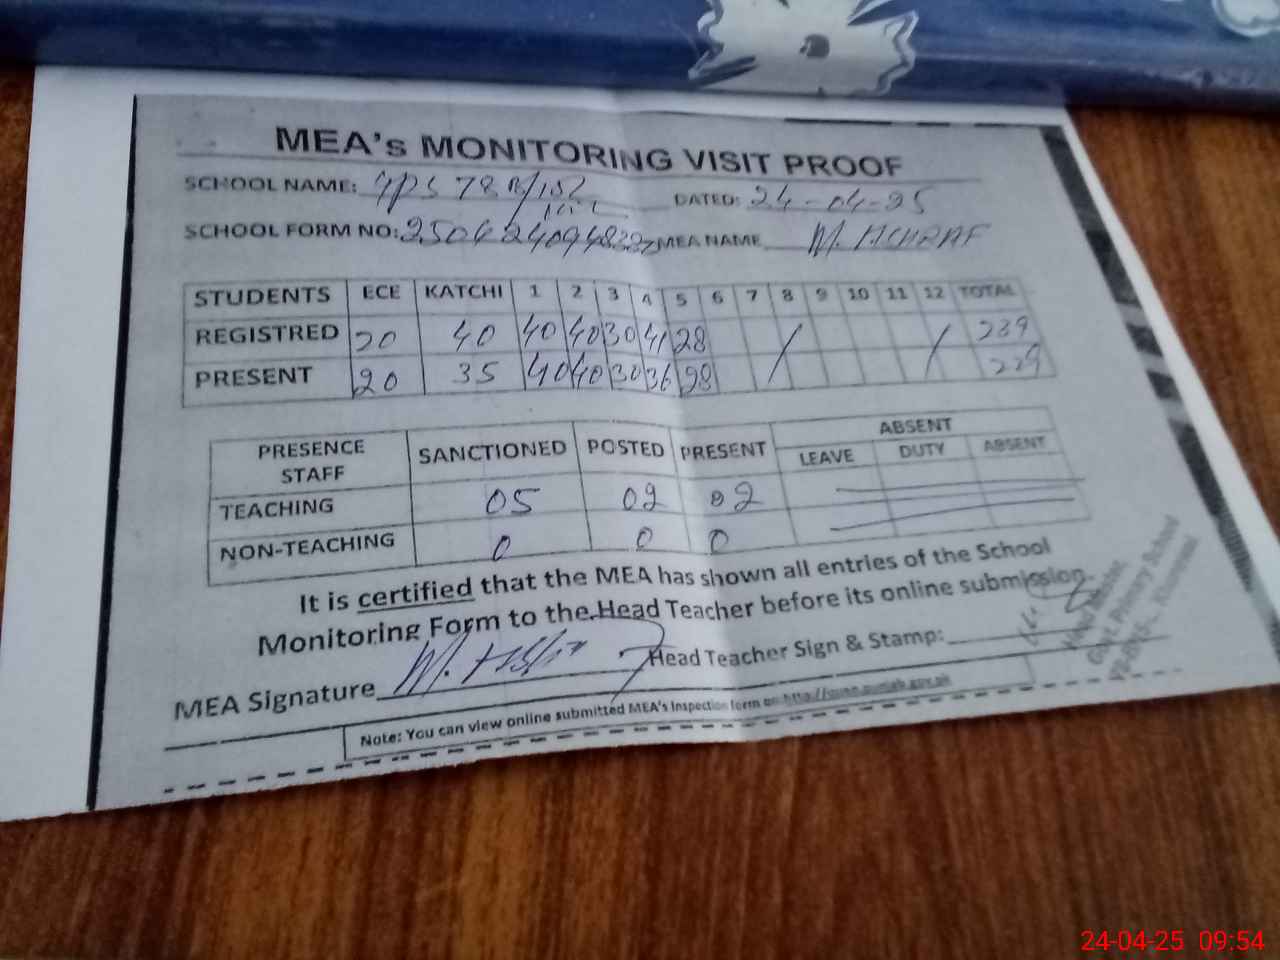 MEA's MONITORING VISIT PROOF
SCHOOL NAME: GPS 78 DATED: 24-04-25
SCHOOL FORM NO: MEA NAME M. ASHRAF
STUDENTS ECE KATCHI 1 2 3 4 5 6 7 8 9 10 11 12 TOTAL
REGISTRED 20 40 40 40 30 41 28 239
PRESENT 20 35 40 40 30 36 28 229
PRESENCE STAFF SANCTIONED POSTED PRESENT ABSENT
LEAVE DUTY ABSENT
TEACHING 05 02 02
NON-TEACHING 0 0 0
It is certified that the MEA has shown all entries of the School
Monitoring Form to the Head Teacher before its online submission.
MEA Signature Head Teacher Sign & Stamp:
Note: You can view online submitted MEA's Inspection form on
Head Master,
Govt. Primary School
24-04-25 09:54